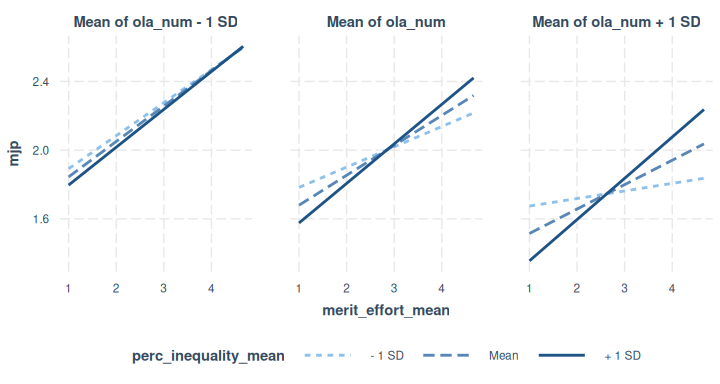 Mean of ola_num - 1 SD
Mean of ola_num
Mean of ola_num + 1 SD
mjp
2.4
2.0
1.6
1 2 3 4
1 2 3 4
1 2 3 4
merit_effort_mean
perc_inequality_mean - 1 SD Mean + 1 SD